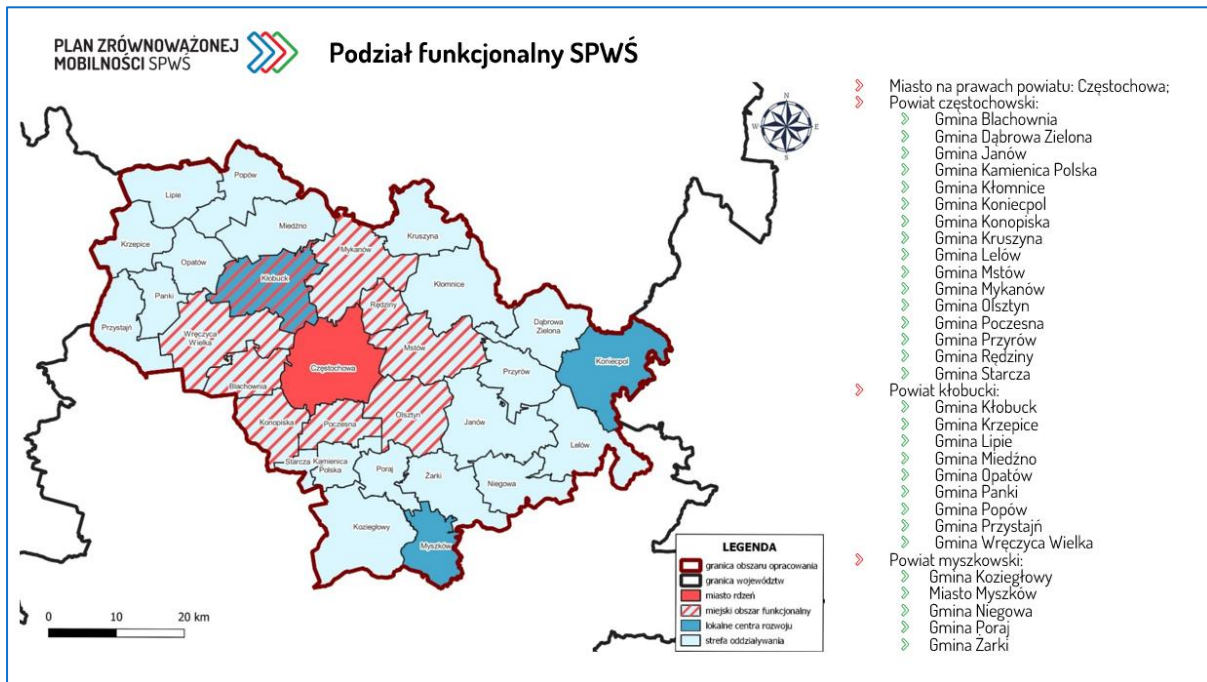 PLAN ZRÓWNOWAŻONEJ
MOBILNOŚCI SPWŚ
Podział funkcjonalny SPWŚ
N
W
E
S
Popów
Lipie
Miedźno
Krzepice
Opatów
Kłobuck
Mykanów
Kruszyna
Kłomnice
Panki
Rędziny
Przystajń
Wręczyca
Wielka
Mstów
Dąbrowa
Zielona
Koniecpol
Częstochowa
Przyrów
Blachownia
Konopiska
Poczesna
Olsztyn
Janów
Lelów
Starcza
Kamienica
Polska
Poraj
Żarki
Niegowa
Koziegłowy
Myszków
0 10 20 km
LEGENDA
granica obszaru opracowania
granica województw
miasto rdzeń
miejski obszar funkcjonalny
lokalne centra rozwoju
strefa oddziaływania
Miasto na prawach powiatu: Częstochowa;
Powiat częstochowski:
Gmina Blachownia
Gmina Dąbrowa Zielona
Gmina Janów
Gmina Kamienica Polska
Gmina Kłomnice
Gmina Koniecpol
Gmina Konopiska
Gmina Kruszyna
Gmina Lelów
Gmina Mstów
Gmina Mykanów
Gmina Olsztyn
Gmina Poczesna
Gmina Przyrów
Gmina Rędziny
Gmina Starcza
Powiat kłobucki:
Gmina Kłobuck
Gmina Krzepice
Gmina Lipie
Gmina Miedźno
Gmina Opatów
Gmina Panki
Gmina Popów
Gmina Przystajń
Gmina Wręczyca Wielka
Powiat myszkowski:
Gmina Koziegłowy
Miasto Myszków
Gmina Niegowa
Gmina Poraj
Gmina Żarki